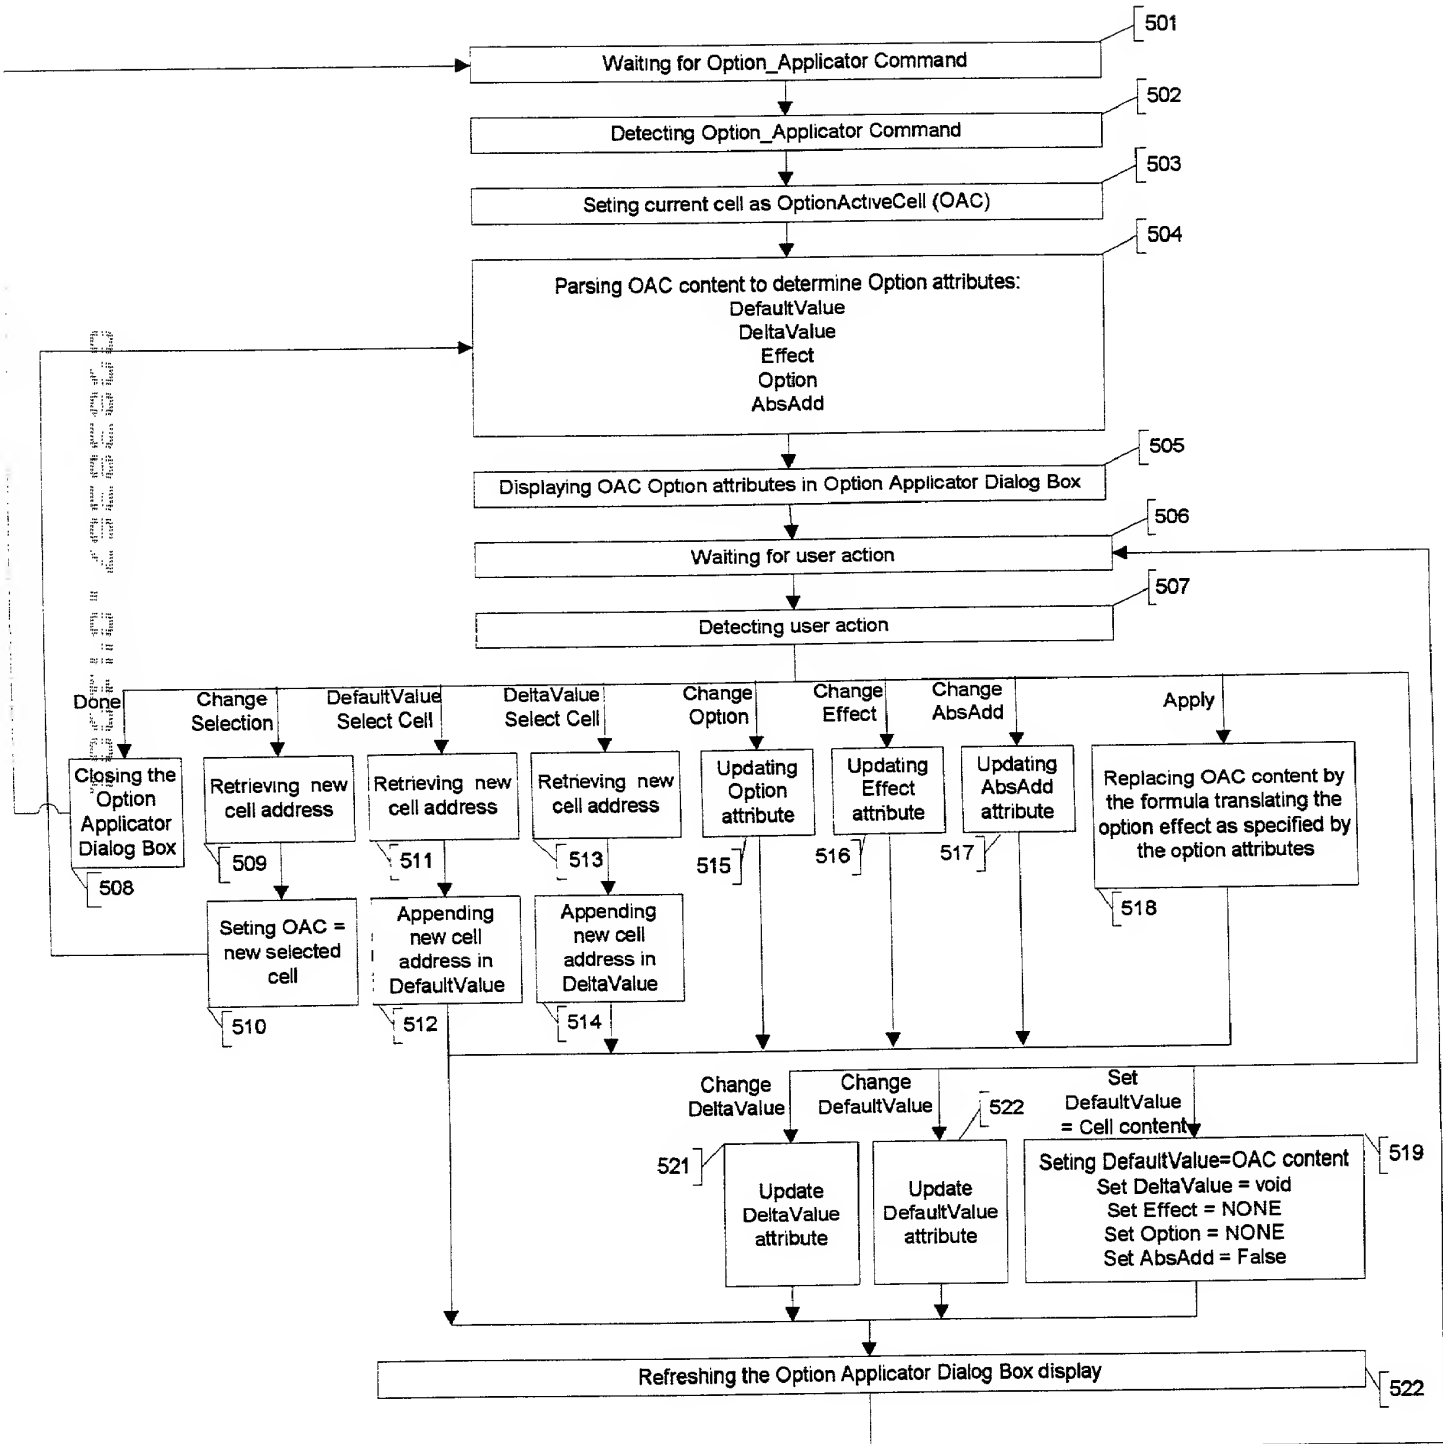 501
Waiting for Option_Applicator Command
502
Detecting Option_Applicator Command
503
Seting current cell as OptionActiveCell (OAC)
504
Parsing OAC content to determine Option attributes:
DefaultValue
DeltaValue
Effect
Option
AbsAdd
505
Displaying OAC Option attributes in Option Applicator Dialog Box
506
Waiting for user action
507
Detecting user action
Done
Change
Selection
DefaultValue
Select Cell
DeltaValue
Select Cell
Change
Option
Change
Effect
Change
AbsAdd
Apply
Closing the
Option
Applicator
Dialog Box
508
Retrieving new
cell address
509
Retrieving new
cell address
511
Retrieving new
cell address
513
Updating
Option
attribute
515
Updating
Effect
attribute
516
Updating
AbsAdd
attribute
517
Replacing OAC content by
the formula translating the
option effect as specified by
the option attributes
518
Seting OAC =
new selected
cell
510
Appending
new cell
address in
DefaultValue
512
Appending
new cell
address in
DeltaValue
514
Change
DeltaValue
Change
DefaultValue
522
Set
DefaultValue
= Cell content
521
Update
DeltaValue
attribute
Update
DefaultValue
attribute
Seting DefaultValue=OAC content
Set DeltaValue = void
Set Effect = NONE
Set Option = NONE
Set AbsAdd = False
519
Refreshing the Option Applicator Dialog Box display
522